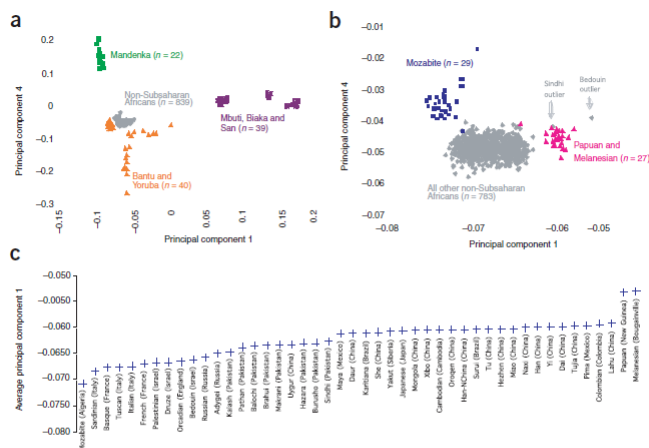 a
0.2
0.1
0
−0.1
−0.2
−0.3
Principal component 4
Mandenka (n = 22)
Non-Subsaharan
Africans (n = 839)
Mbuti, Biaka and
San (n = 39)
Bantu and
Yoruba (n = 40)
−0.15
−0.1
−0.05
0
0.05
0.1
0.15
0.2
Principal component 1
b
−0.01
−0.02
−0.03
−0.04
−0.05
−0.06
−0.07
Principal component 4
Mozabite (n = 29)
Sindhi
outlier
Bedouin
outlier
Papuan and
Melanesian (n = 27)
All other non-Subsaharan
Africans (n = 783)
−0.08
−0.07
−0.06
−0.05
Principal component 1
c
−0.050
−0.055
−0.060
−0.0650
−0.070
−0.075
−0.080
Average principal component 1
Mozabite (Algeria)
Sardinian (Italy)
Basque (France)
Tuscan (Italy)
Italian (Italy)
French (France)
Palestinian (Israel)
Druze (Israel)
Orcadian (England)
Bedouin (Israel)
Russian (Russia)
Adygei (Russia)
Kalash (Pakistan)
Pathan (Pakistan)
Balochi (Pakistan)
Brahui (Pakistan)
Makrani (Pakistan)
Uygur (China)
Hazara (Pakistan)
Burusho (Pakistan)
Sindhi (Pakistan)
Maya (Mexico)
Daur (China)
Karitiana (Brazil)
She (China)
Yakut (Siberia)
Japanese (Japan)
Mongola (China)
Xibo (China)
Cambodian (Cambodia)
Oroqen (China)
Han-NChina (China)
Surui (Brazil)
Tu (China)
Hezhen (China)
Miao (China)
Naxi (China)
Han (China)
Yi (China)
Dai (China)
Tujia (China)
Pima (Mexico)
Colombian (Colombia)
Lahu (China)
Papuan (New Guinea)
Melanesian (Bougainville)